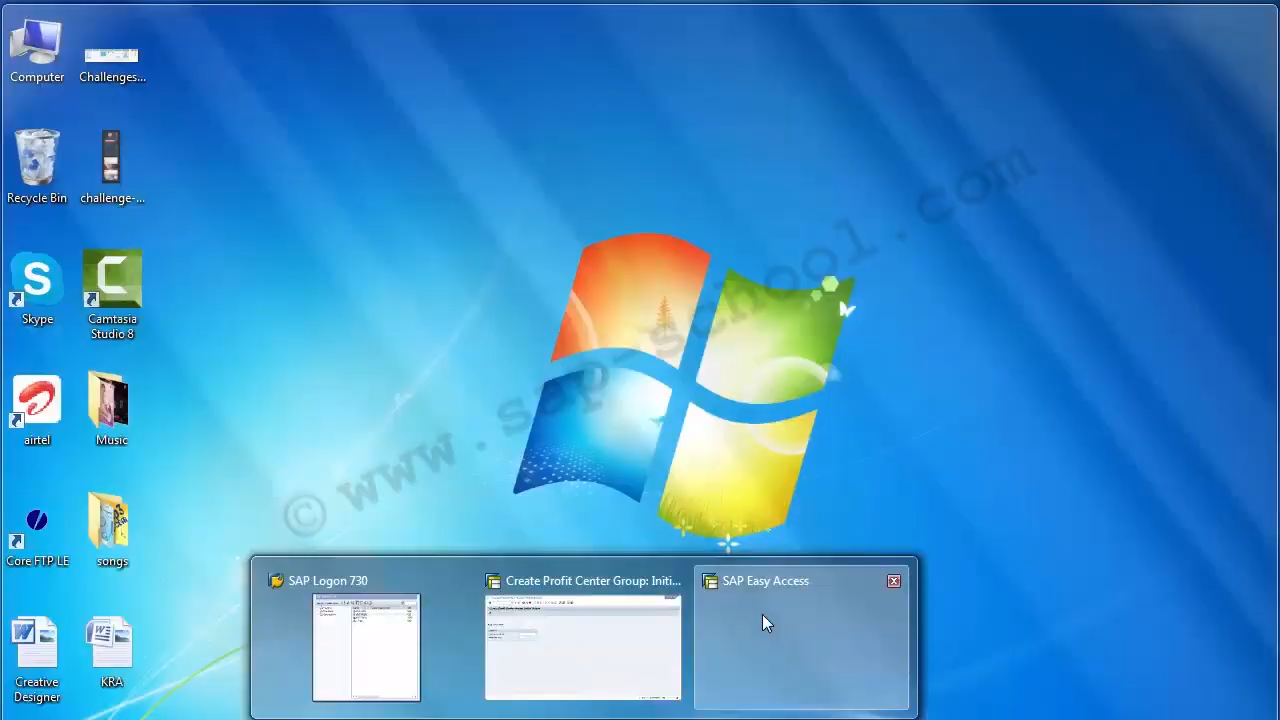 Computer
Challenges...
Recycle Bin
challenge-...
Skype
Camtasia
Studio 8
airtel
Music
Core FTP LE
songs
Creative
Designer
KRA
© www.sap-school.com
SAP Logon 730
Create Profit Center Group: Initi...
SAP Easy Access